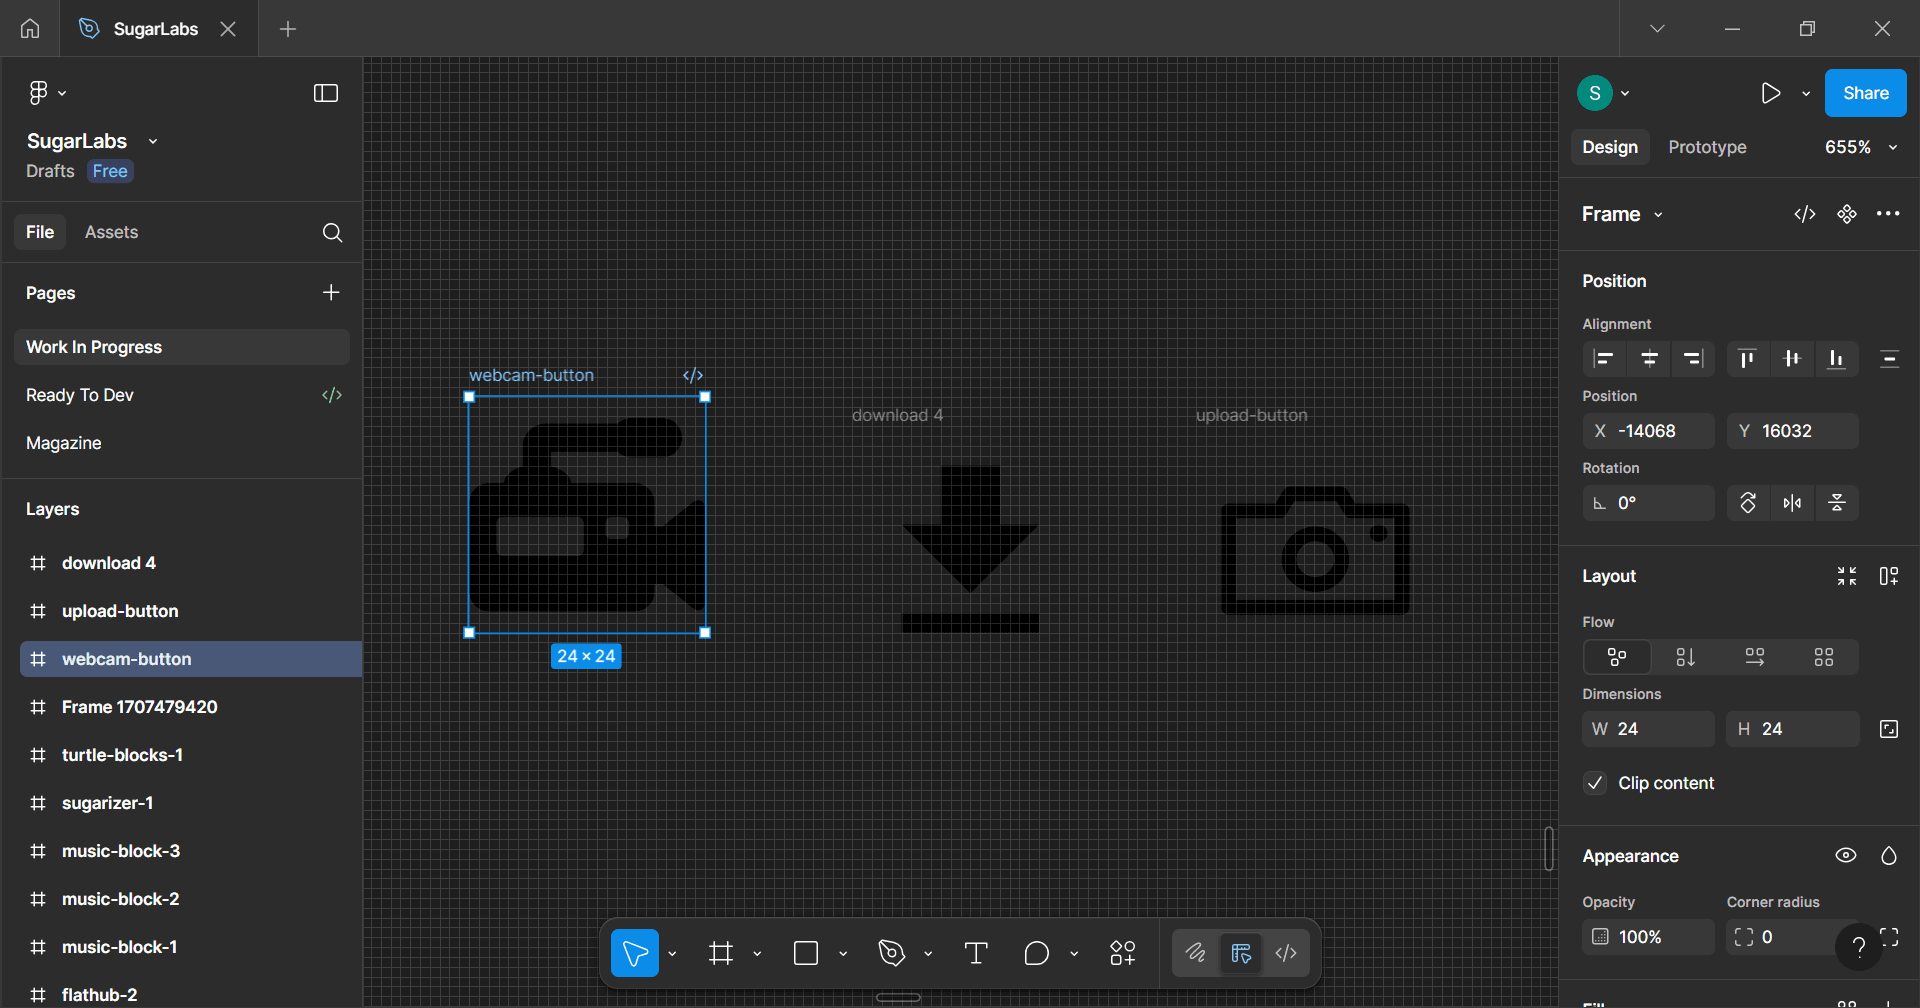 SugarLabs
SugarLabs
Drafts Free
File Assets
Pages
Work In Progress
Ready To Dev
Magazine
Layers
download 4
upload-button
webcam-button
Frame 1707479420
turtle-blocks-1
sugarizer-1
music-block-3
music-block-2
music-block-1
flathub-2
webcam-button
24 × 24
download 4
upload-button
S
Share
Design Prototype 655%
Frame
Position
Alignment
Position
X -14068 Y 16032
Rotation
0°
Layout
Flow
Dimensions
W 24 H 24
Clip content
Appearance
Opacity Corner radius
100% 0
?